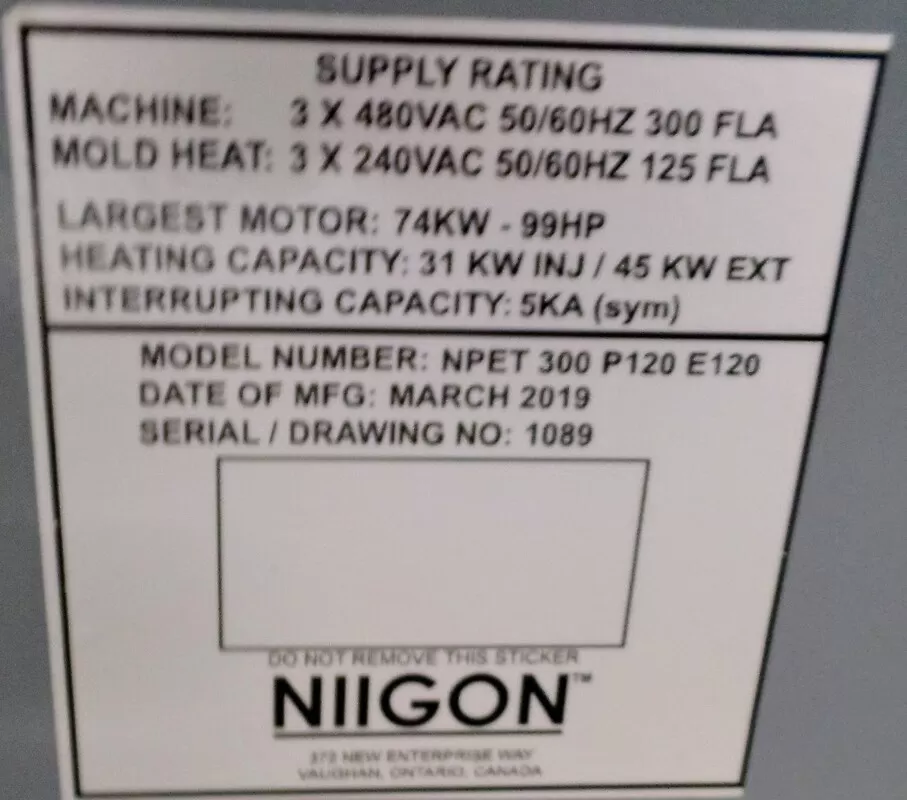 SUPPLY RATING
MACHINE: 3 X 480VAC 50/60HZ 300 FLA
MOLD HEAT: 3 X 240VAC 50/60HZ 125 FLA
LARGEST MOTOR: 74KW - 99HP
HEATING CAPACITY: 31 KW INJ / 45 KW EXT
INTERRUPTING CAPACITY: 5KA (sym)
MODEL NUMBER: NPET 300 P120 E120
DATE OF MFG: MARCH 2019
SERIAL / DRAWING NO: 1089
DO NOT REMOVE THIS STICKER
NIIGON™
NEW ENTERPRISE WAY
VAUGHAN, ONTARIO, CANADA